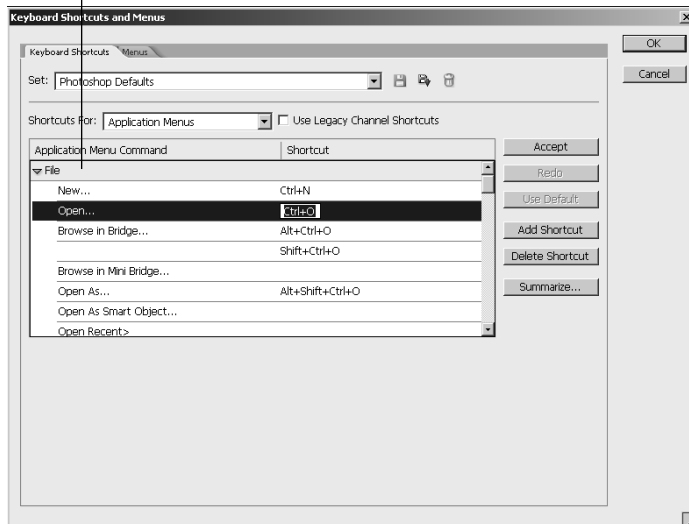 Keyboard Shortcuts and Menus
OK
Cancel
Keyboard Shortcuts Menus
Set: Photoshop Defaults
Shortcuts For: Application Menus Use Legacy Channel Shortcuts
Application Menu Command Shortcut
Accept
File
Redo
New... Ctrl+N
Use Default
Open... Ctrl+O
Browse in Bridge... Alt+Ctrl+O
Add Shortcut
Shift+Ctrl+O
Delete Shortcut
Browse in Mini Bridge...
Open As... Alt+Shift+Ctrl+O
Summarize...
Open As Smart Object...
Open Recent>